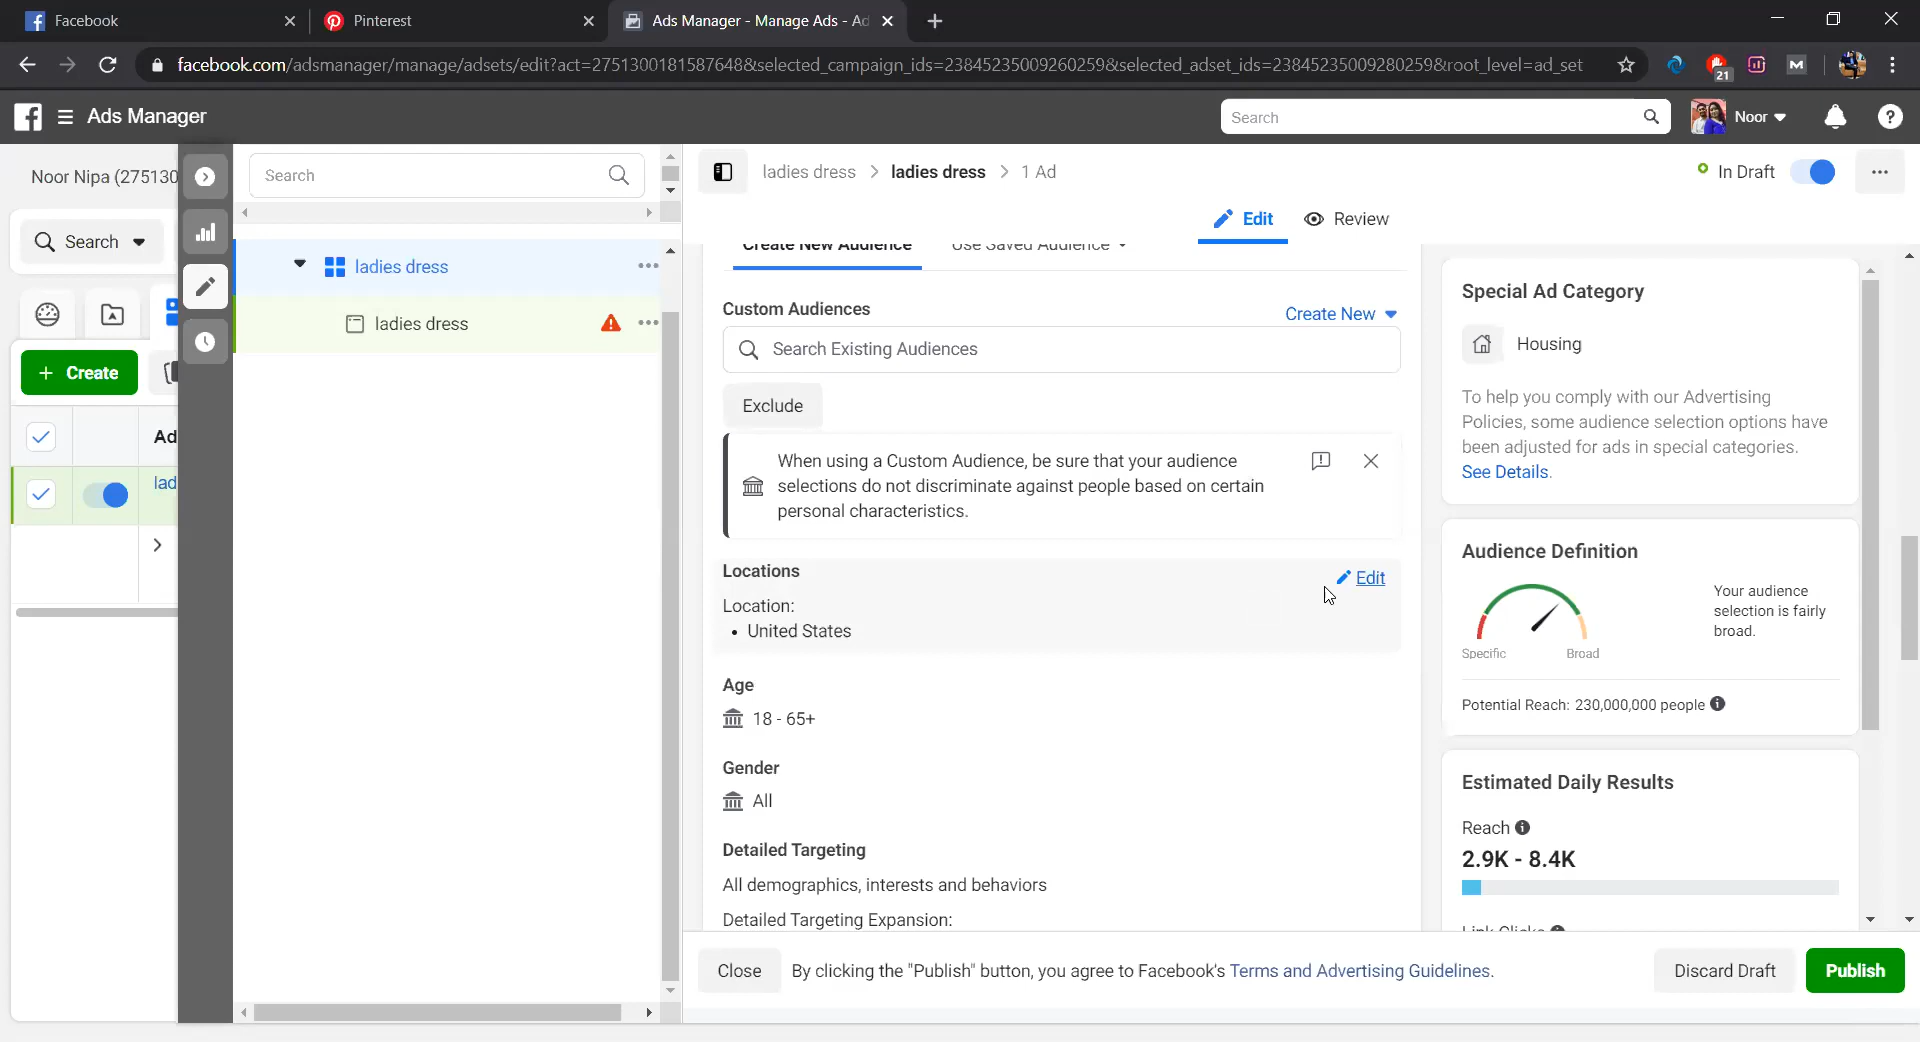 Facebook
Pinterest
Ads Manager - Manage Ads - Ad
facebook.com/adsmanager/manage/adsets/edit?act=2751300181587648&selected_campaign_ids=23845235009260259&selected_adset_ids=23845235009280259&root_level=ad_set
21
Ads Manager
Search
Noor
Noor Nipa (275130
Search
ladies dress
ladies dress
1 Ad
In Draft
Edit
Review
Search
ladies dress
ladies dress
Create
Ad
lad
Create New Audience
Use Saved Audience
Custom Audiences
Create New
Search Existing Audiences
Exclude
When using a Custom Audience, be sure that your audience
selections do not discriminate against people based on certain
personal characteristics.
Locations
Edit
Location:
• United States
Age
18 - 65+
Gender
All
Detailed Targeting
All demographics, interests and behaviors
Detailed Targeting Expansion:
Special Ad Category
Housing
To help you comply with our Advertising
Policies, some audience selection options have
been adjusted for ads in special categories.
See Details.
Audience Definition
Your audience
selection is fairly
broad.
Specific
Broad
Potential Reach: 230,000,000 people
Estimated Daily Results
Reach
2.9K - 8.4K
Link Clicks
Close
By clicking the "Publish" button, you agree to Facebook's Terms and Advertising Guidelines.
Discard Draft
Publish